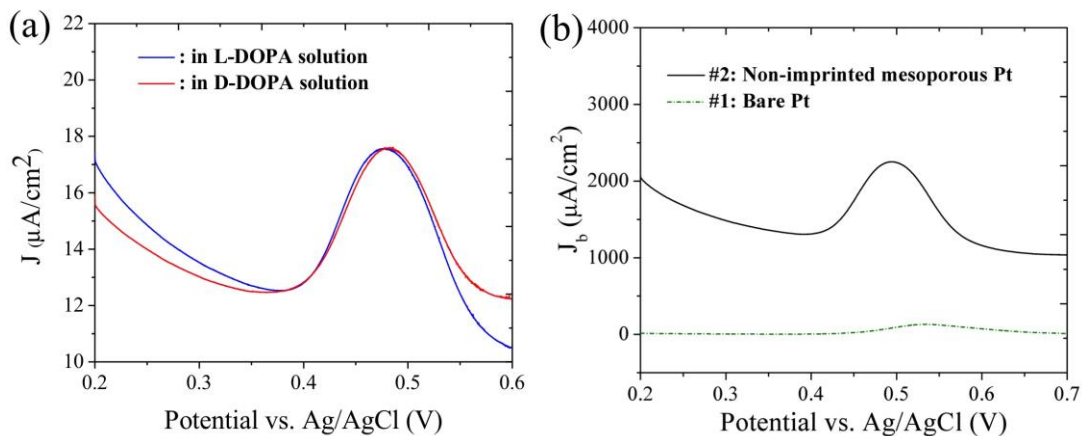 (a)
: in L-DOPA solution
: in D-DOPA solution
J (μA/cm²)
22
20
18
16
14
12
10
0.2 0.3 0.4 0.5 0.6
Potential vs. Ag/AgCl (V)
(b)
#2: Non-imprinted mesoporous Pt
#1: Bare Pt
J_b (μA/cm²)
4000
3000
2000
1000
0
0.2 0.3 0.4 0.5 0.6 0.7
Potential vs. Ag/AgCl (V)